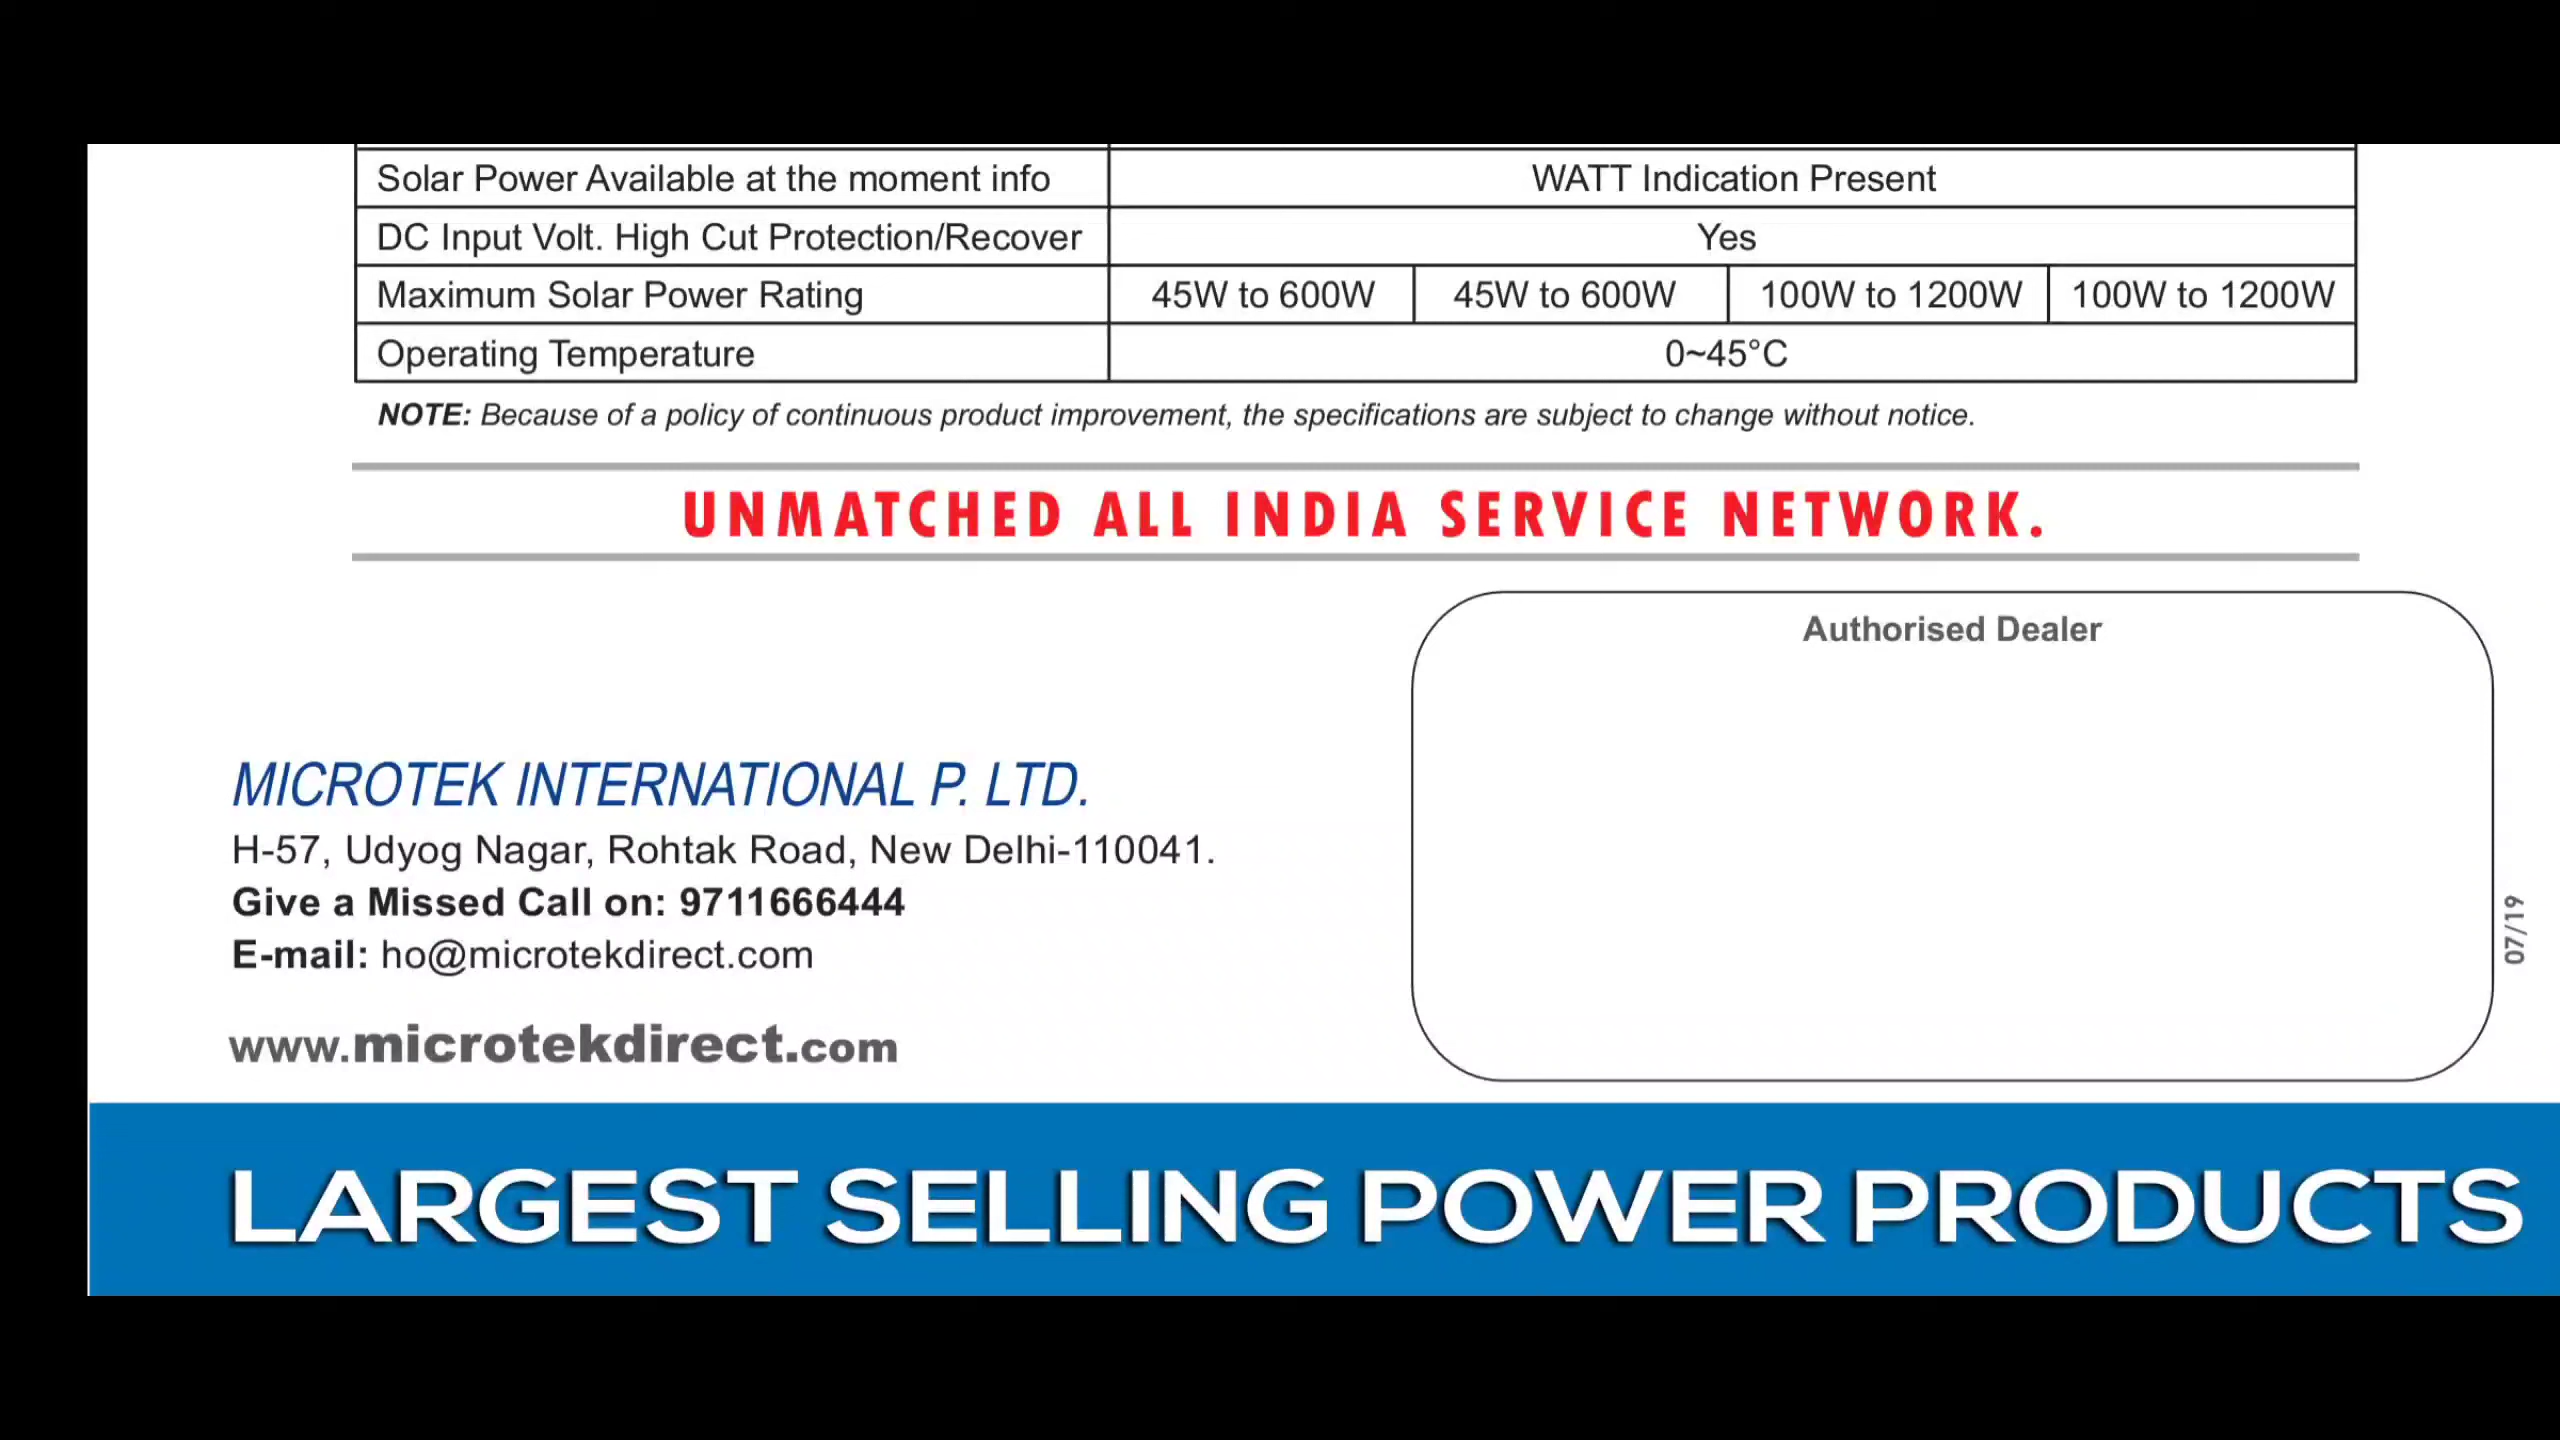 Solar Power Available at the moment info WATT Indication Present
DC Input Volt. High Cut Protection/Recover Yes
Maximum Solar Power Rating 45W to 600W 45W to 600W 100W to 1200W 100W to 1200W
Operating Temperature 0~45°C
NOTE: Because of a policy of continuous product improvement, the specifications are subject to change without notice.
UNMATCHED ALL INDIA SERVICE NETWORK.
Authorised Dealer
MICROTEK INTERNATIONAL P. LTD.
H-57, Udyog Nagar, Rohtak Road, New Delhi-110041.
Give a Missed Call on: 9711666444
E-mail: ho@microtekdirect.com
www.microtekdirect.com
07/19
LARGEST SELLING POWER PRODUCTS